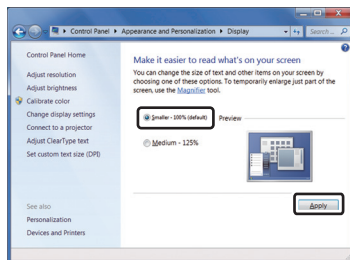 Control Panel ▸ Appearance and Personalization ▸ Display
Search...
Control Panel Home
Adjust resolution
Adjust brightness
Calibrate color
Change display settings
Connect to a projector
Adjust ClearType text
Set custom text size (DPI)
See also
Personalization
Devices and Printers
Make it easier to read what's on your screen
You can change the size of text and other items on your screen by
choosing one of these options. To temporarily enlarge just part of the
screen, use the Magnifier tool.
Smaller - 100% (default)
Preview
Medium - 125%
Apply